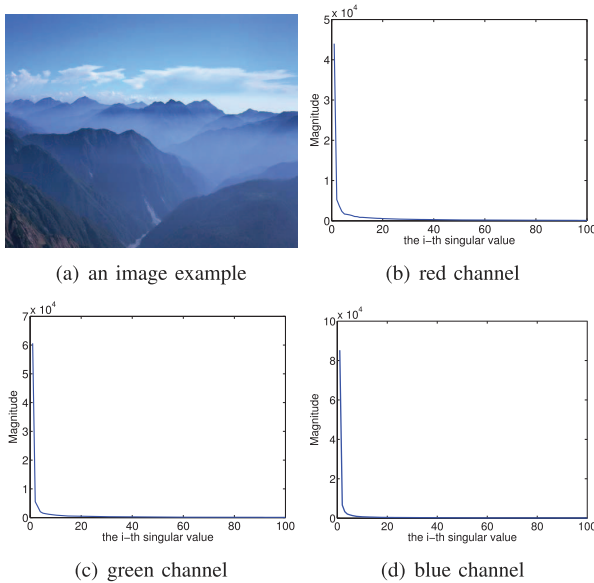 5 x 10^4
4
3
2
1
0
Magnitude
0 20 40 60 80 100
the i−th singular value
(a) an image example
(b) red channel
7 x 10^4
6
5
4
3
2
1
0
Magnitude
0 20 40 60 80 100
the i−th singular value
10 x 10^4
8
6
4
2
0
Magnitude
0 20 40 60 80 100
the i−th singular value
(c) green channel
(d) blue channel